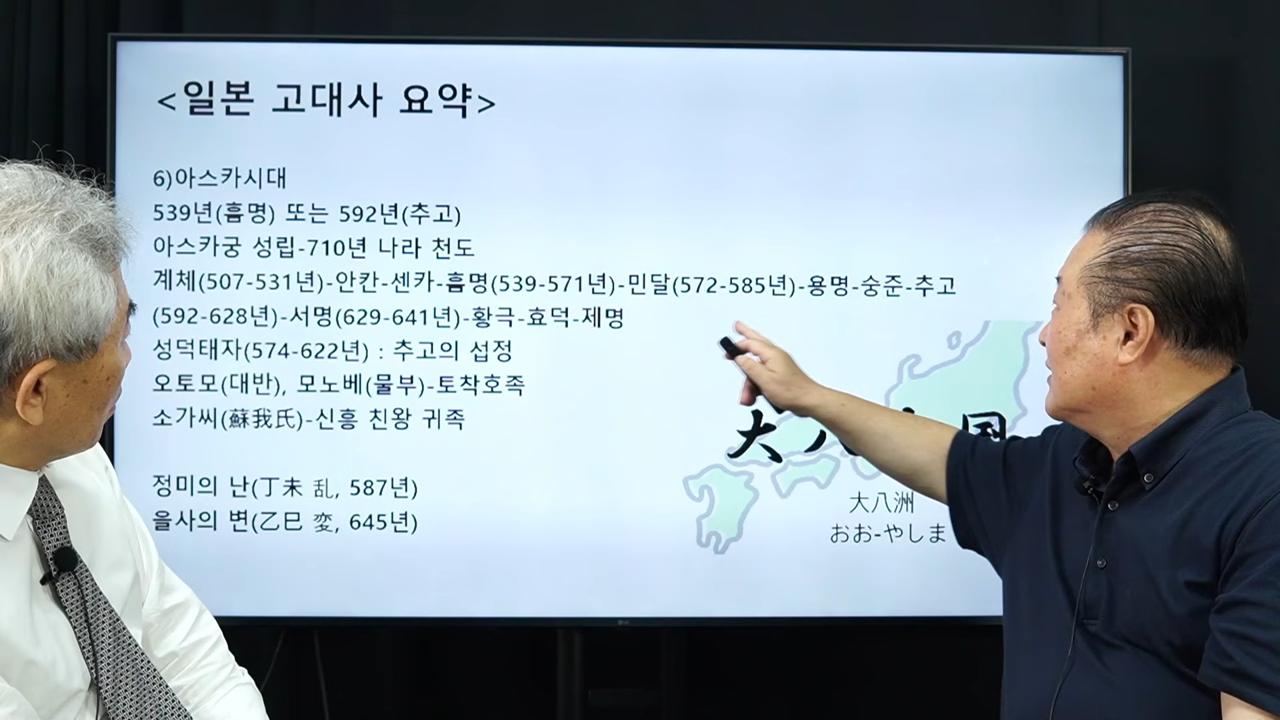 <일본 고대사 요약>
6)아스카시대
539년(흠명) 또는 592년(추고)
아스카궁 성립-710년 나라 천도
계체(507-531년)-안칸-센카-흠명(539-571년)-민달(572-585년)-용명-숭준-추고
(592-628년)-서명(629-641년)-황극-효덕-제명
성덕태자(574-622년) : 추고의 섭정
오토모(대반), 모노베(물부)-토착호족
소가씨(蘇我氏)-신흥 친왕 귀족
정미의 난(丁未 乱, 587년)
을사의 변(乙巳 変, 645년)
大八
国
大八洲
おお-やしま
LG